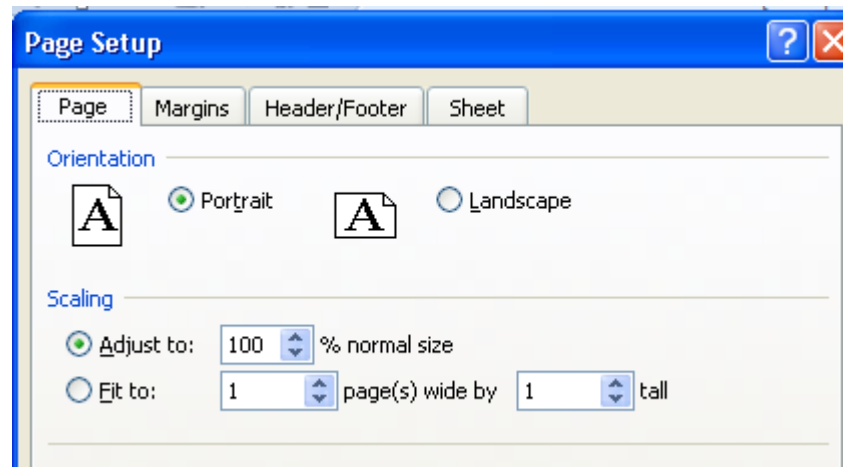 Page Setup
Page Margins Header/Footer Sheet
Orientation
A Portrait A Landscape
Scaling
Adjust to: 100 % normal size
Fit to: 1 page(s) wide by 1 tall